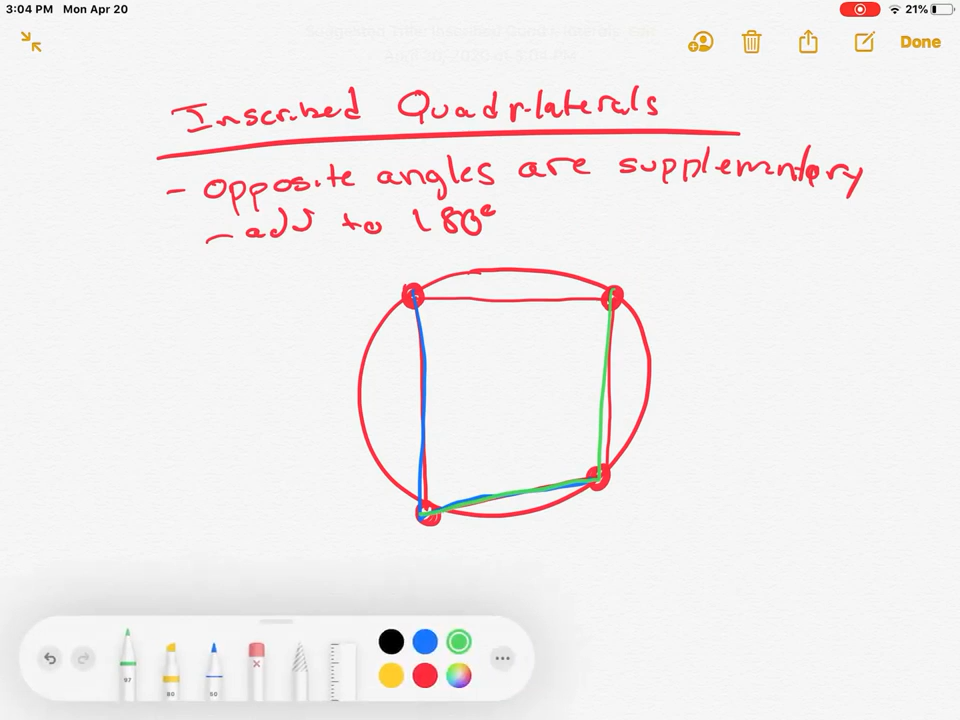 3:04 PM Mon Apr 20
21%
Done
Inscribed Quadrilaterals
- opposite angles are supplementary
- add to 180°
97
80
50